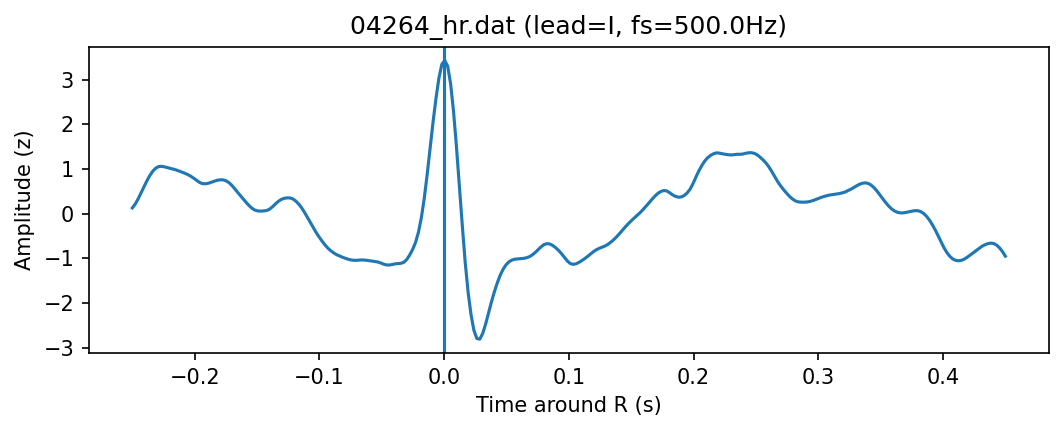 04264_hr.dat (lead=I, fs=500.0Hz)
Amplitude (z)
3
2
1
0
−1
−2
−3
−0.2 −0.1 0.0 0.1 0.2 0.3 0.4
Time around R (s)